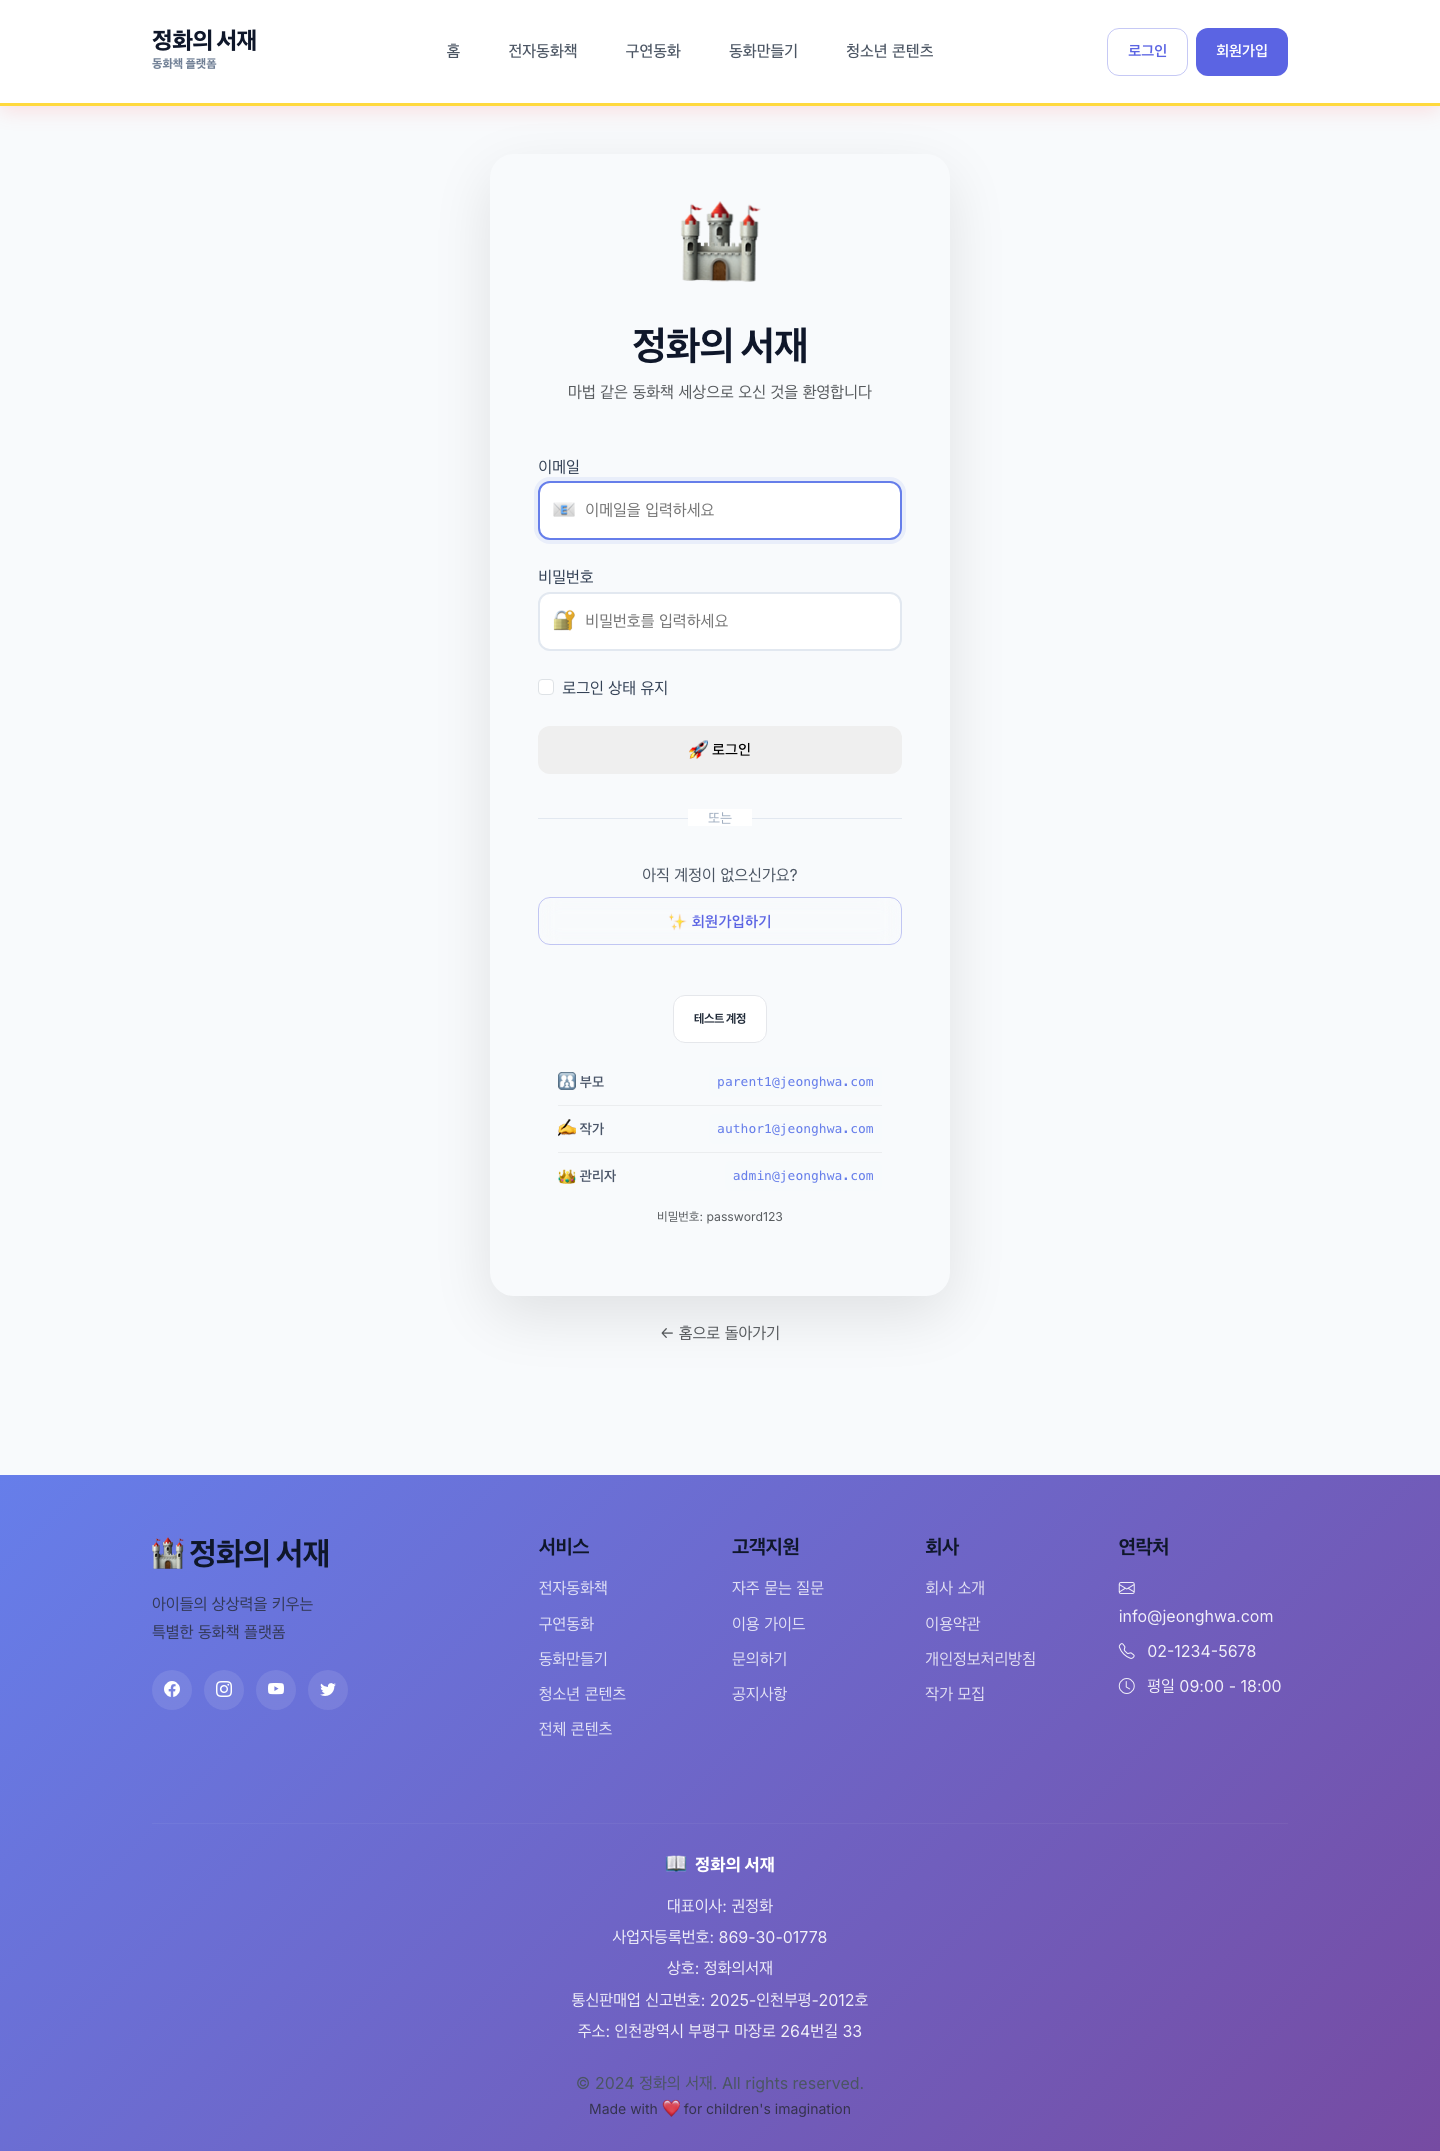 정화의 서재
동화책 플랫폼
홈
전자동화책
구연동화
동화만들기
청소년 콘텐츠
로그인
회원가입
정화의 서재
마법 같은 동화책 세상으로 오신 것을 환영합니다
이메일
이메일을 입력하세요
비밀번호
비밀번호를 입력하세요
로그인 상태 유지
🚀 로그인
또는
아직 계정이 없으신가요?
✨ 회원가입하기
테스트 계정
부모
parent1@jeonghwa.com
작가
author1@jeonghwa.com
관리자
admin@jeonghwa.com
비밀번호: password123
← 홈으로 돌아가기
정화의 서재
아이들의 상상력을 키우는
특별한 동화책 플랫폼
서비스
전자동화책
구연동화
동화만들기
청소년 콘텐츠
전체 콘텐츠
고객지원
자주 묻는 질문
이용 가이드
문의하기
공지사항
회사
회사 소개
이용약관
개인정보처리방침
작가 모집
연락처
info@jeonghwa.com
02-1234-5678
평일 09:00 - 18:00
정화의 서재
대표이사: 권정화
사업자등록번호: 869-30-01778
상호: 정화의서재
통신판매업 신고번호: 2025-인천부평-2012호
주소: 인천광역시 부평구 마장로 264번길 33
© 2024 정화의 서재. All rights reserved.
Made with ❤️ for children's imagination